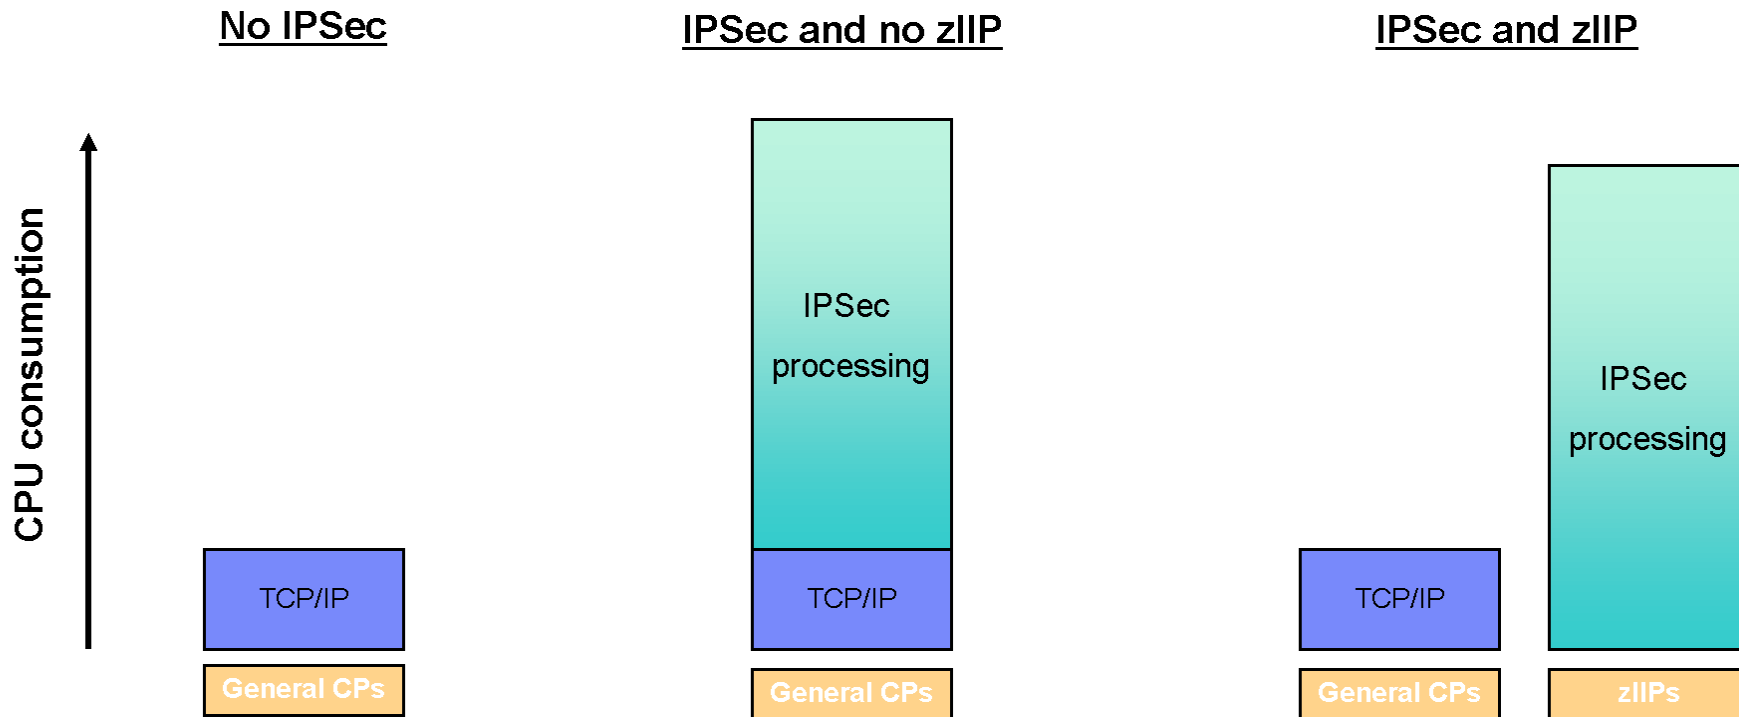 No IPSec
IPSec and no zIIP
IPSec and zIIP
CPU consumption
IPSec
processing
IPSec
processing
TCP/IP
TCP/IP
TCP/IP
General CPs
General CPs
General CPs
zIIPs